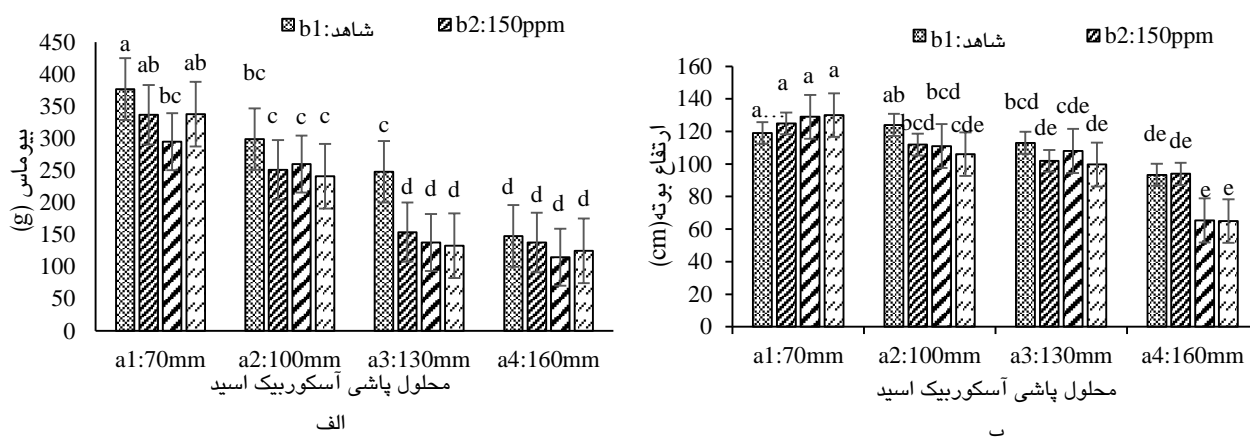 b1:شاهد b2:150ppm
بیوماس (g)
450
400
350
300
250
200
150
100
50
0
a ab bc ab
bc c c c
c d d d
d d d d
a1:70mm a2:100mm a3:130mm a4:160mm
محلول پاشی آسکوربیک اسید
الف
b1:شاهد b2:150ppm
ارتفاع بوته(cm)
160
140
120
100
80
60
40
20
0
a... a a a
ab bcd bcd cde
bcd de cde de
de de e e
a1:70mm a2:100mm a3:130mm a4:160mm
محلول پاشی آسکوربیک اسید